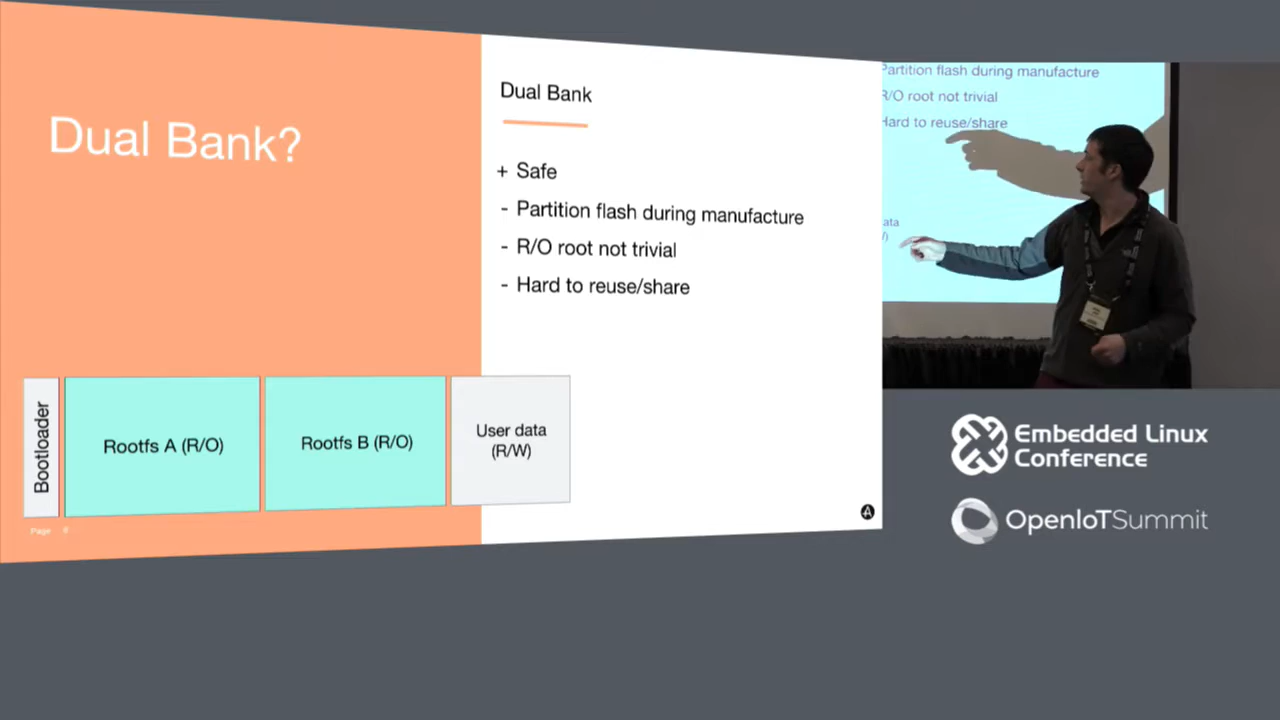 Dual Bank?
Dual Bank
+ Safe
- Partition flash during manufacture
- R/O root not trivial
- Hard to reuse/share
Bootloader
Rootfs A (R/O)
Rootfs B (R/O)
User data
(R/W)
Page
Partition flash during manufacture
R/O root not trivial
Hard to reuse/share
Embedded Linux
Conference
OpenIoTSummit